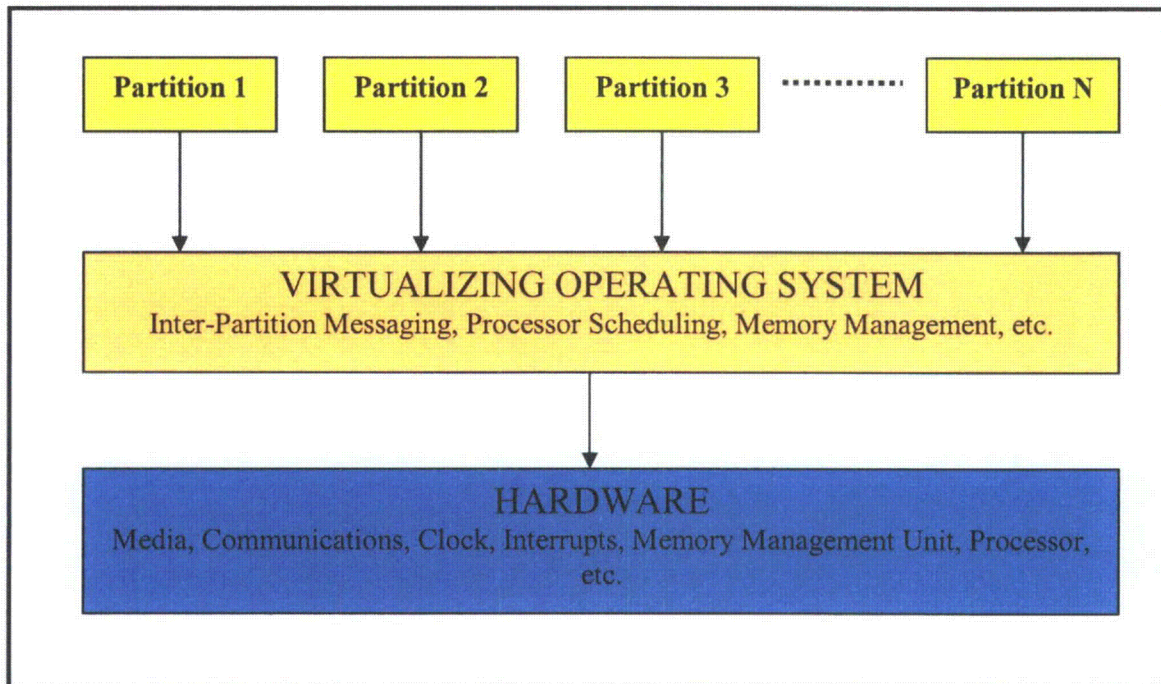 Partition 1
Partition 2
Partition 3
Partition N
VIRTUALIZING OPERATING SYSTEM
Inter-Partition Messaging, Processor Scheduling, Memory Management, etc.
HARDWARE
Media, Communications, Clock, Interrupts, Memory Management Unit, Processor,
etc.